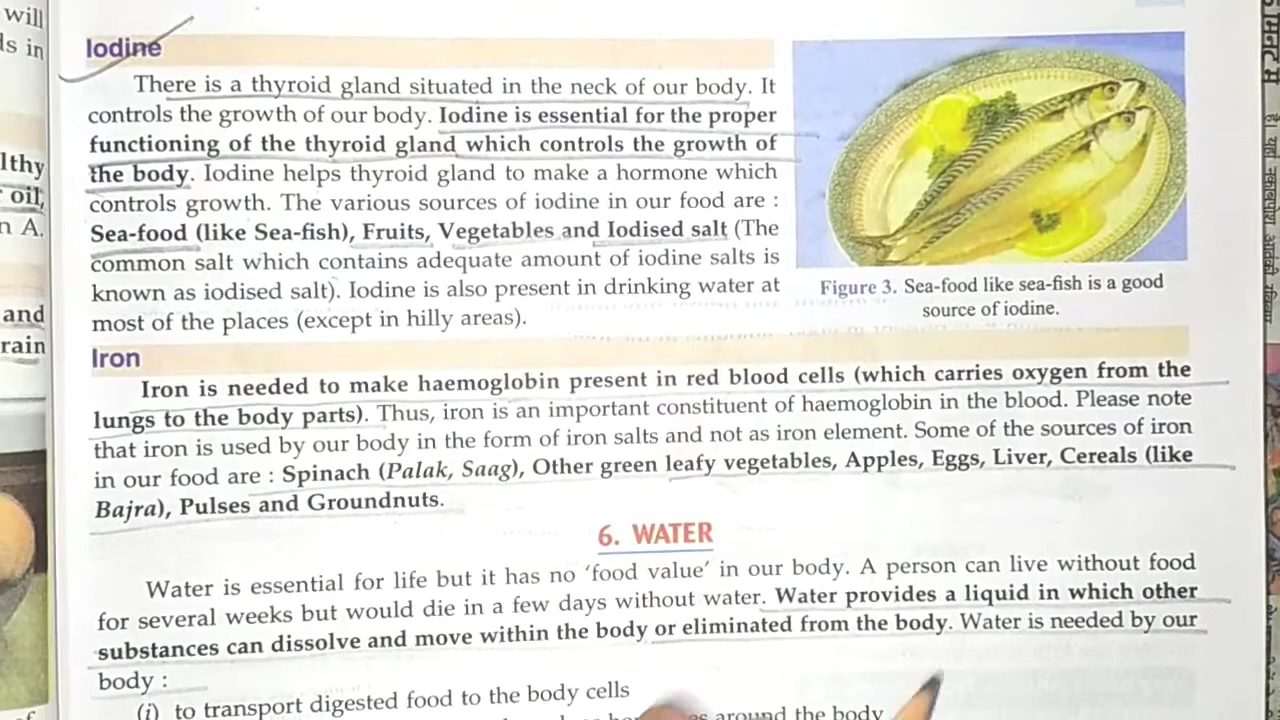 will
ls in
lthy
oil,
n A.
and
rain
Iodine
There is a thyroid gland situated in the neck of our body. It
controls the growth of our body. Iodine is essential for the proper
functioning of the thyroid gland which controls the growth of
the body. Iodine helps thyroid gland to make a hormone which
controls growth. The various sources of iodine in our food are :
Sea-food (like Sea-fish), Fruits, Vegetables and Iodised salt (The
common salt which contains adequate amount of iodine salts is
known as iodised salt). Iodine is also present in drinking water at
most of the places (except in hilly areas).
Figure 3. Sea-food like sea-fish is a good
source of iodine.
Iron
Iron is needed to make haemoglobin present in red blood cells (which carries oxygen from the
lungs to the body parts). Thus, iron is an important constituent of haemoglobin in the blood. Please note
that iron is used by our body in the form of iron salts and not as iron element. Some of the sources of iron
in our food are : Spinach (Palak, Saag), Other green leafy vegetables, Apples, Eggs, Liver, Cereals (like
Bajra), Pulses and Groundnuts.
6. WATER
Water is essential for life but it has no ‘food value’ in our body. A person can live without food
for several weeks but would die in a few days without water. Water provides a liquid in which other
substances can dissolve and move within the body or eliminated from the body. Water is needed by our
body :
(i) to transport digested food to the body cells
around the body